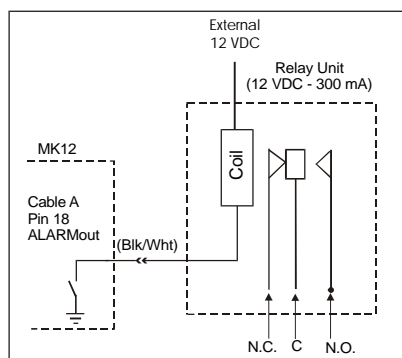 External
12 VDC
Relay Unit
(12 VDC - 300 mA)
MK12
Coil
Cable A
Pin 18
ALARMout
(Blk/Wht)
N.C.
C
N.O.